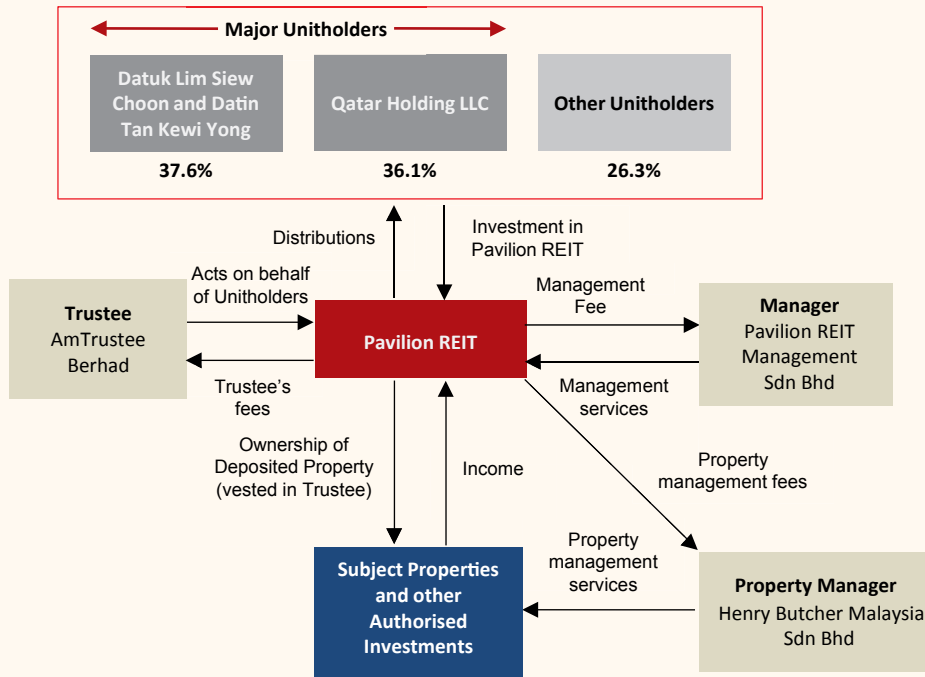 Major Unitholders
Datuk Lim Siew
Choon and Datin
Tan Kewi Yong
37.6%
Qatar Holding LLC
36.1%
Other Unitholders
26.3%
Distributions
Investment in
Pavilion REIT
Acts on behalf
of Unitholders
Management
Fee
Trustee
AmTrustee
Berhad
Pavilion REIT
Manager
Pavilion REIT
Management
Sdn Bhd
Trustee's
fees
Management
services
Ownership of
Deposited Property
(vested in Trustee)
Income
Property
management fees
Property
management
services
Subject Properties
and other
Authorised
Investments
Property Manager
Henry Butcher Malaysia
Sdn Bhd